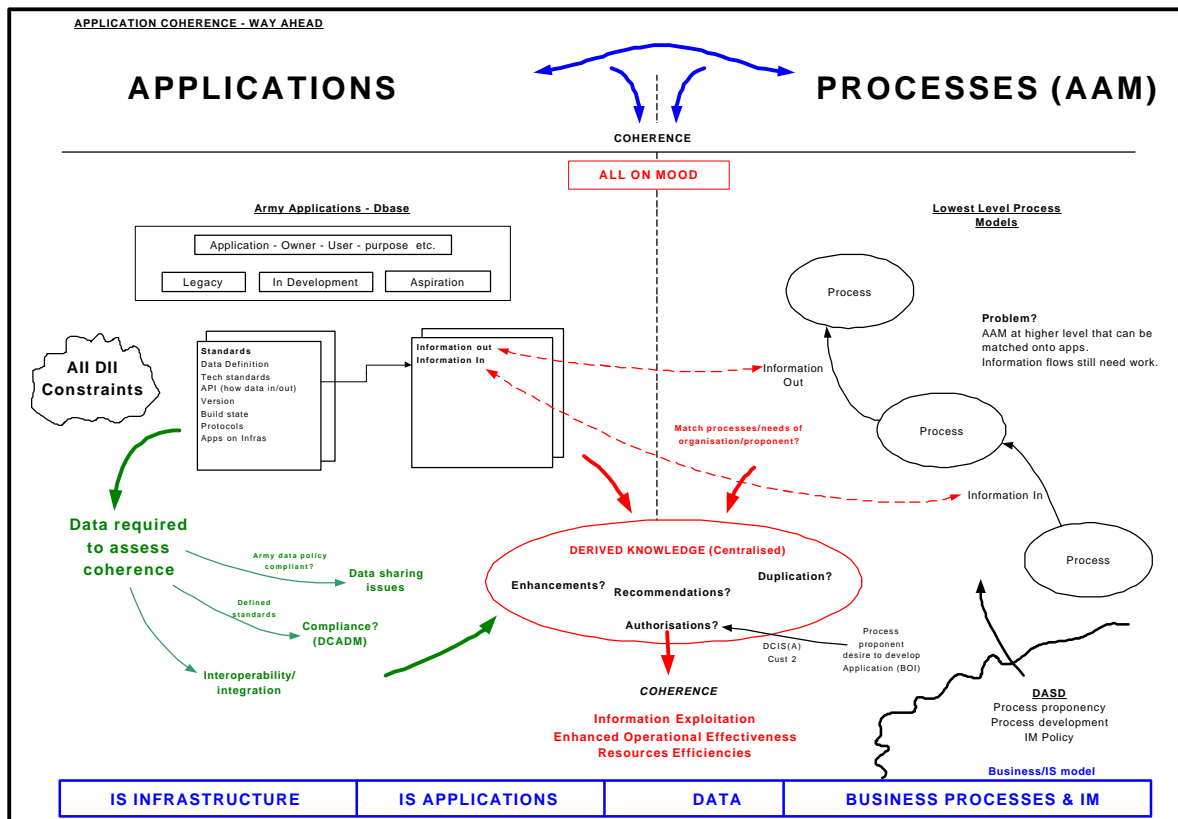 APPLICATION COHERENCE - WAY AHEAD
APPLICATIONS
PROCESSES (AAM)
COHERENCE
ALL ON MOOD
Army Applications - Dbase
Application - Owner - User - purpose etc.
Legacy
In Development
Aspiration
Lowest Level Process
Models
Process
Problem?
AAM at higher level that can be
matched onto apps.
Information flows still need work.
All DII
Constraints
Standards
Data Definition
Tech standards
API (how data in/out)
Version
Build state
Protocols
Apps on Infras
Information out
Information In
Information
Out
Process
Match processes/needs of
organisation/proponent?
Information In
Process
Data required
to assess
coherence
Army data policy
compliant?
Data sharing
issues
Defined
standards
Compliance?
(DCADM)
Interoperability/
integration
DERIVED KNOWLEDGE (Centralised)
Enhancements?
Recommendations?
Duplication?
Authorisations?
DCIS(A)
Cust 2
Process
proponent
desire to develop
Application (BOI)
COHERENCE
Information Exploitation
Enhanced Operational Effectiveness
Resources Efficiencies
DASD
Process proponency
Process development
IM Policy
Business/IS model
IS INFRASTRUCTURE
IS APPLICATIONS
DATA
BUSINESS PROCESSES & IM